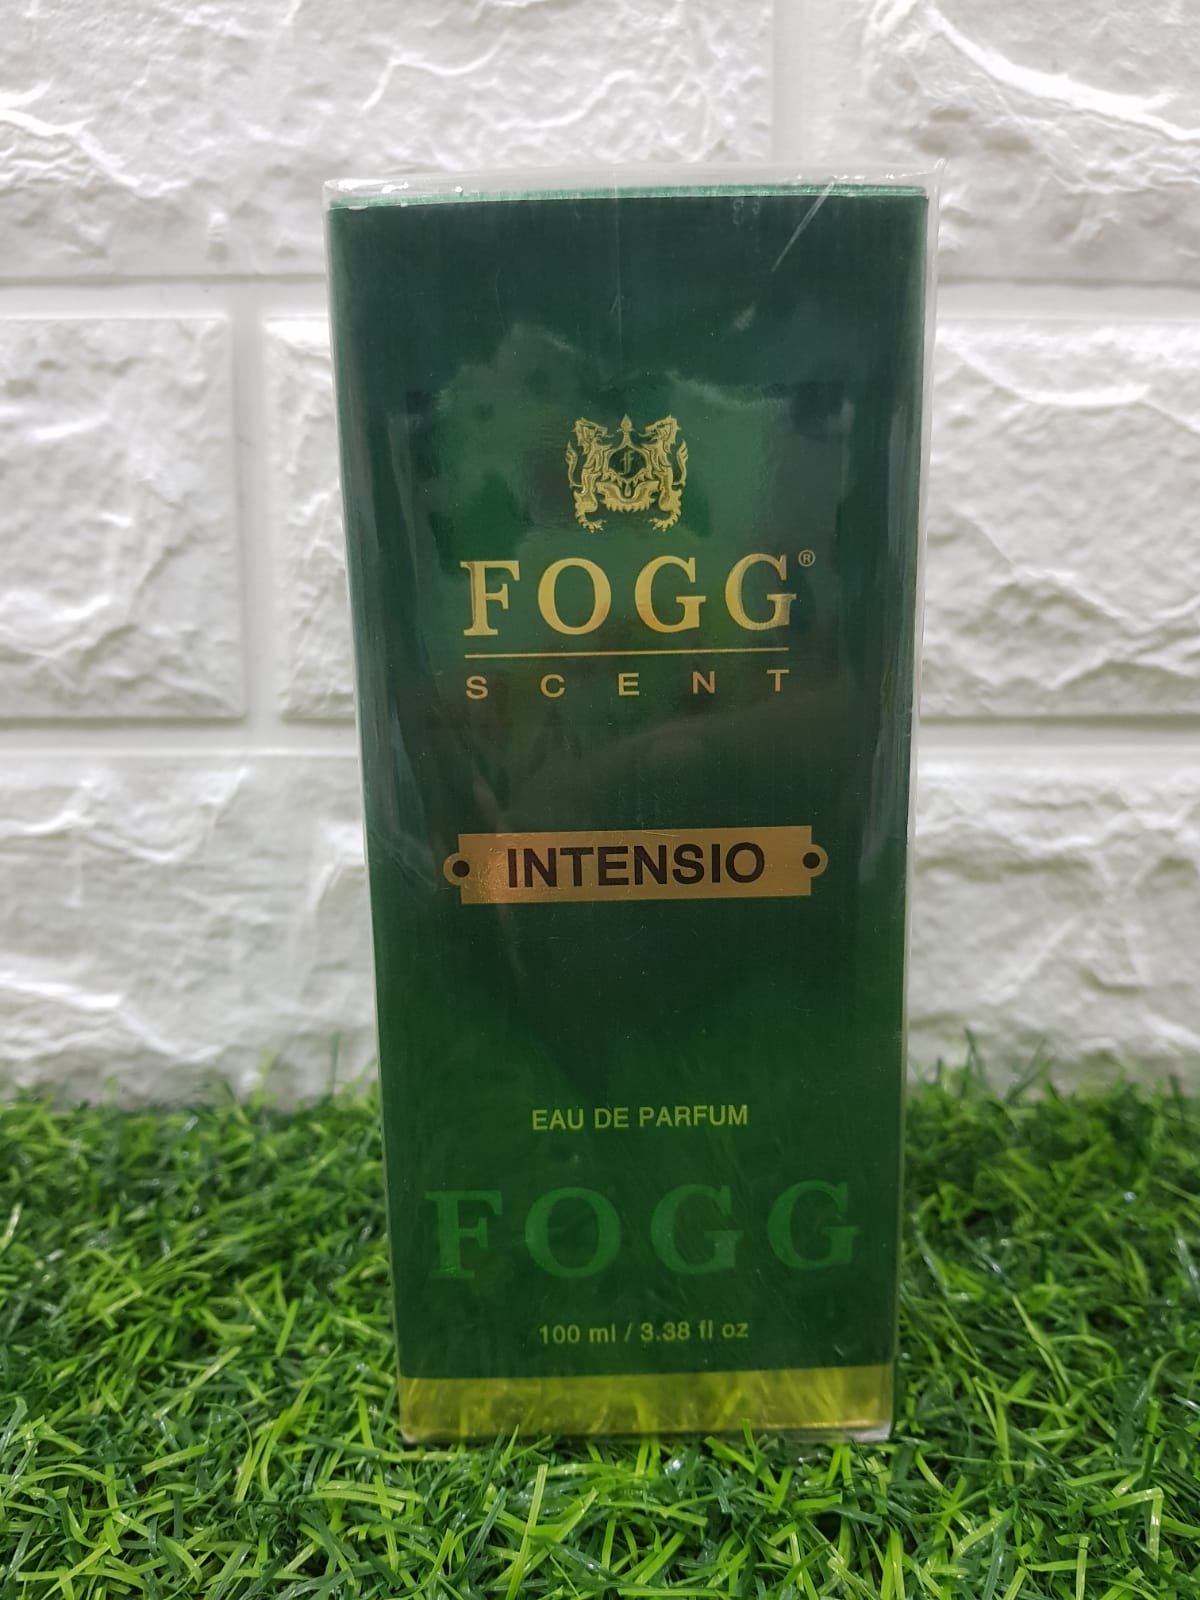 FOGG®
SCENT
INTENSIO
EAU DE PARFUM
FOGG
100 ml / 3.38 fl oz